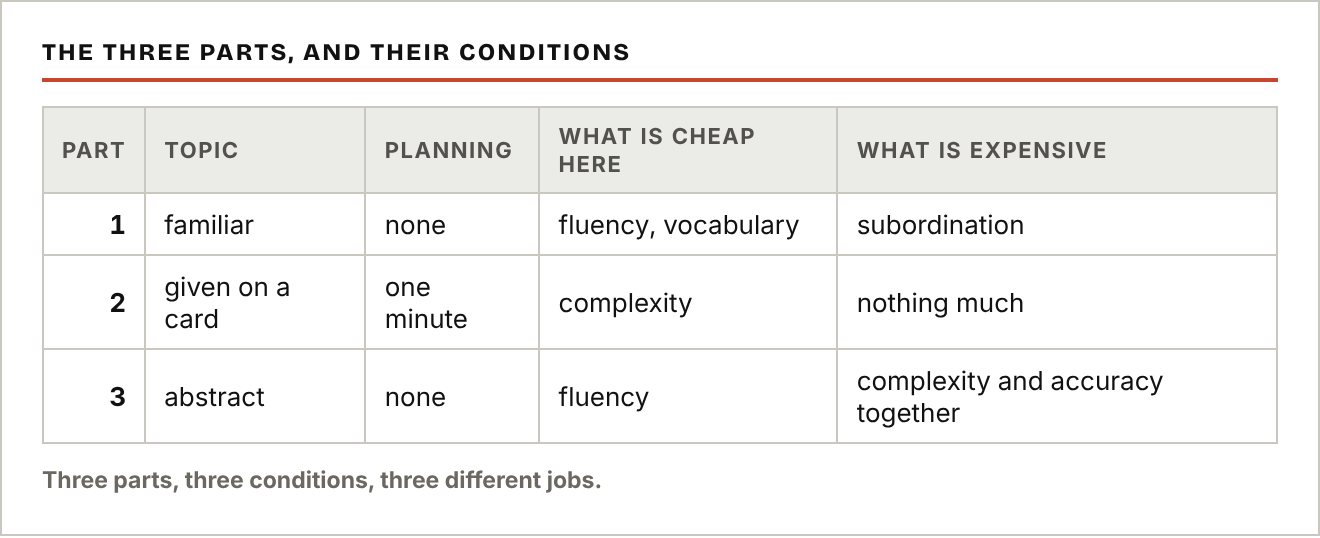 THE THREE PARTS, AND THEIR CONDITIONS
PART TOPIC PLANNING WHAT IS CHEAP HERE WHAT IS EXPENSIVE
1 familiar none fluency, vocabulary subordination
2 given on a card one minute complexity nothing much
3 abstract none fluency complexity and accuracy together
Three parts, three conditions, three different jobs.